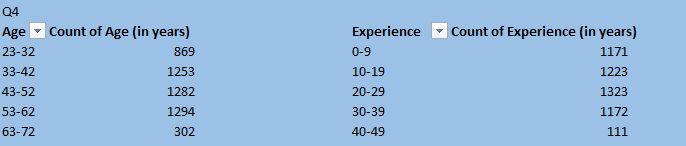 Q4
Age Count of Age (in years) Experience Count of Experience (in years)
23-32 869 0-9 1171
33-42 1253 10-19 1223
43-52 1282 20-29 1323
53-62 1294 30-39 1172
63-72 302 40-49 111